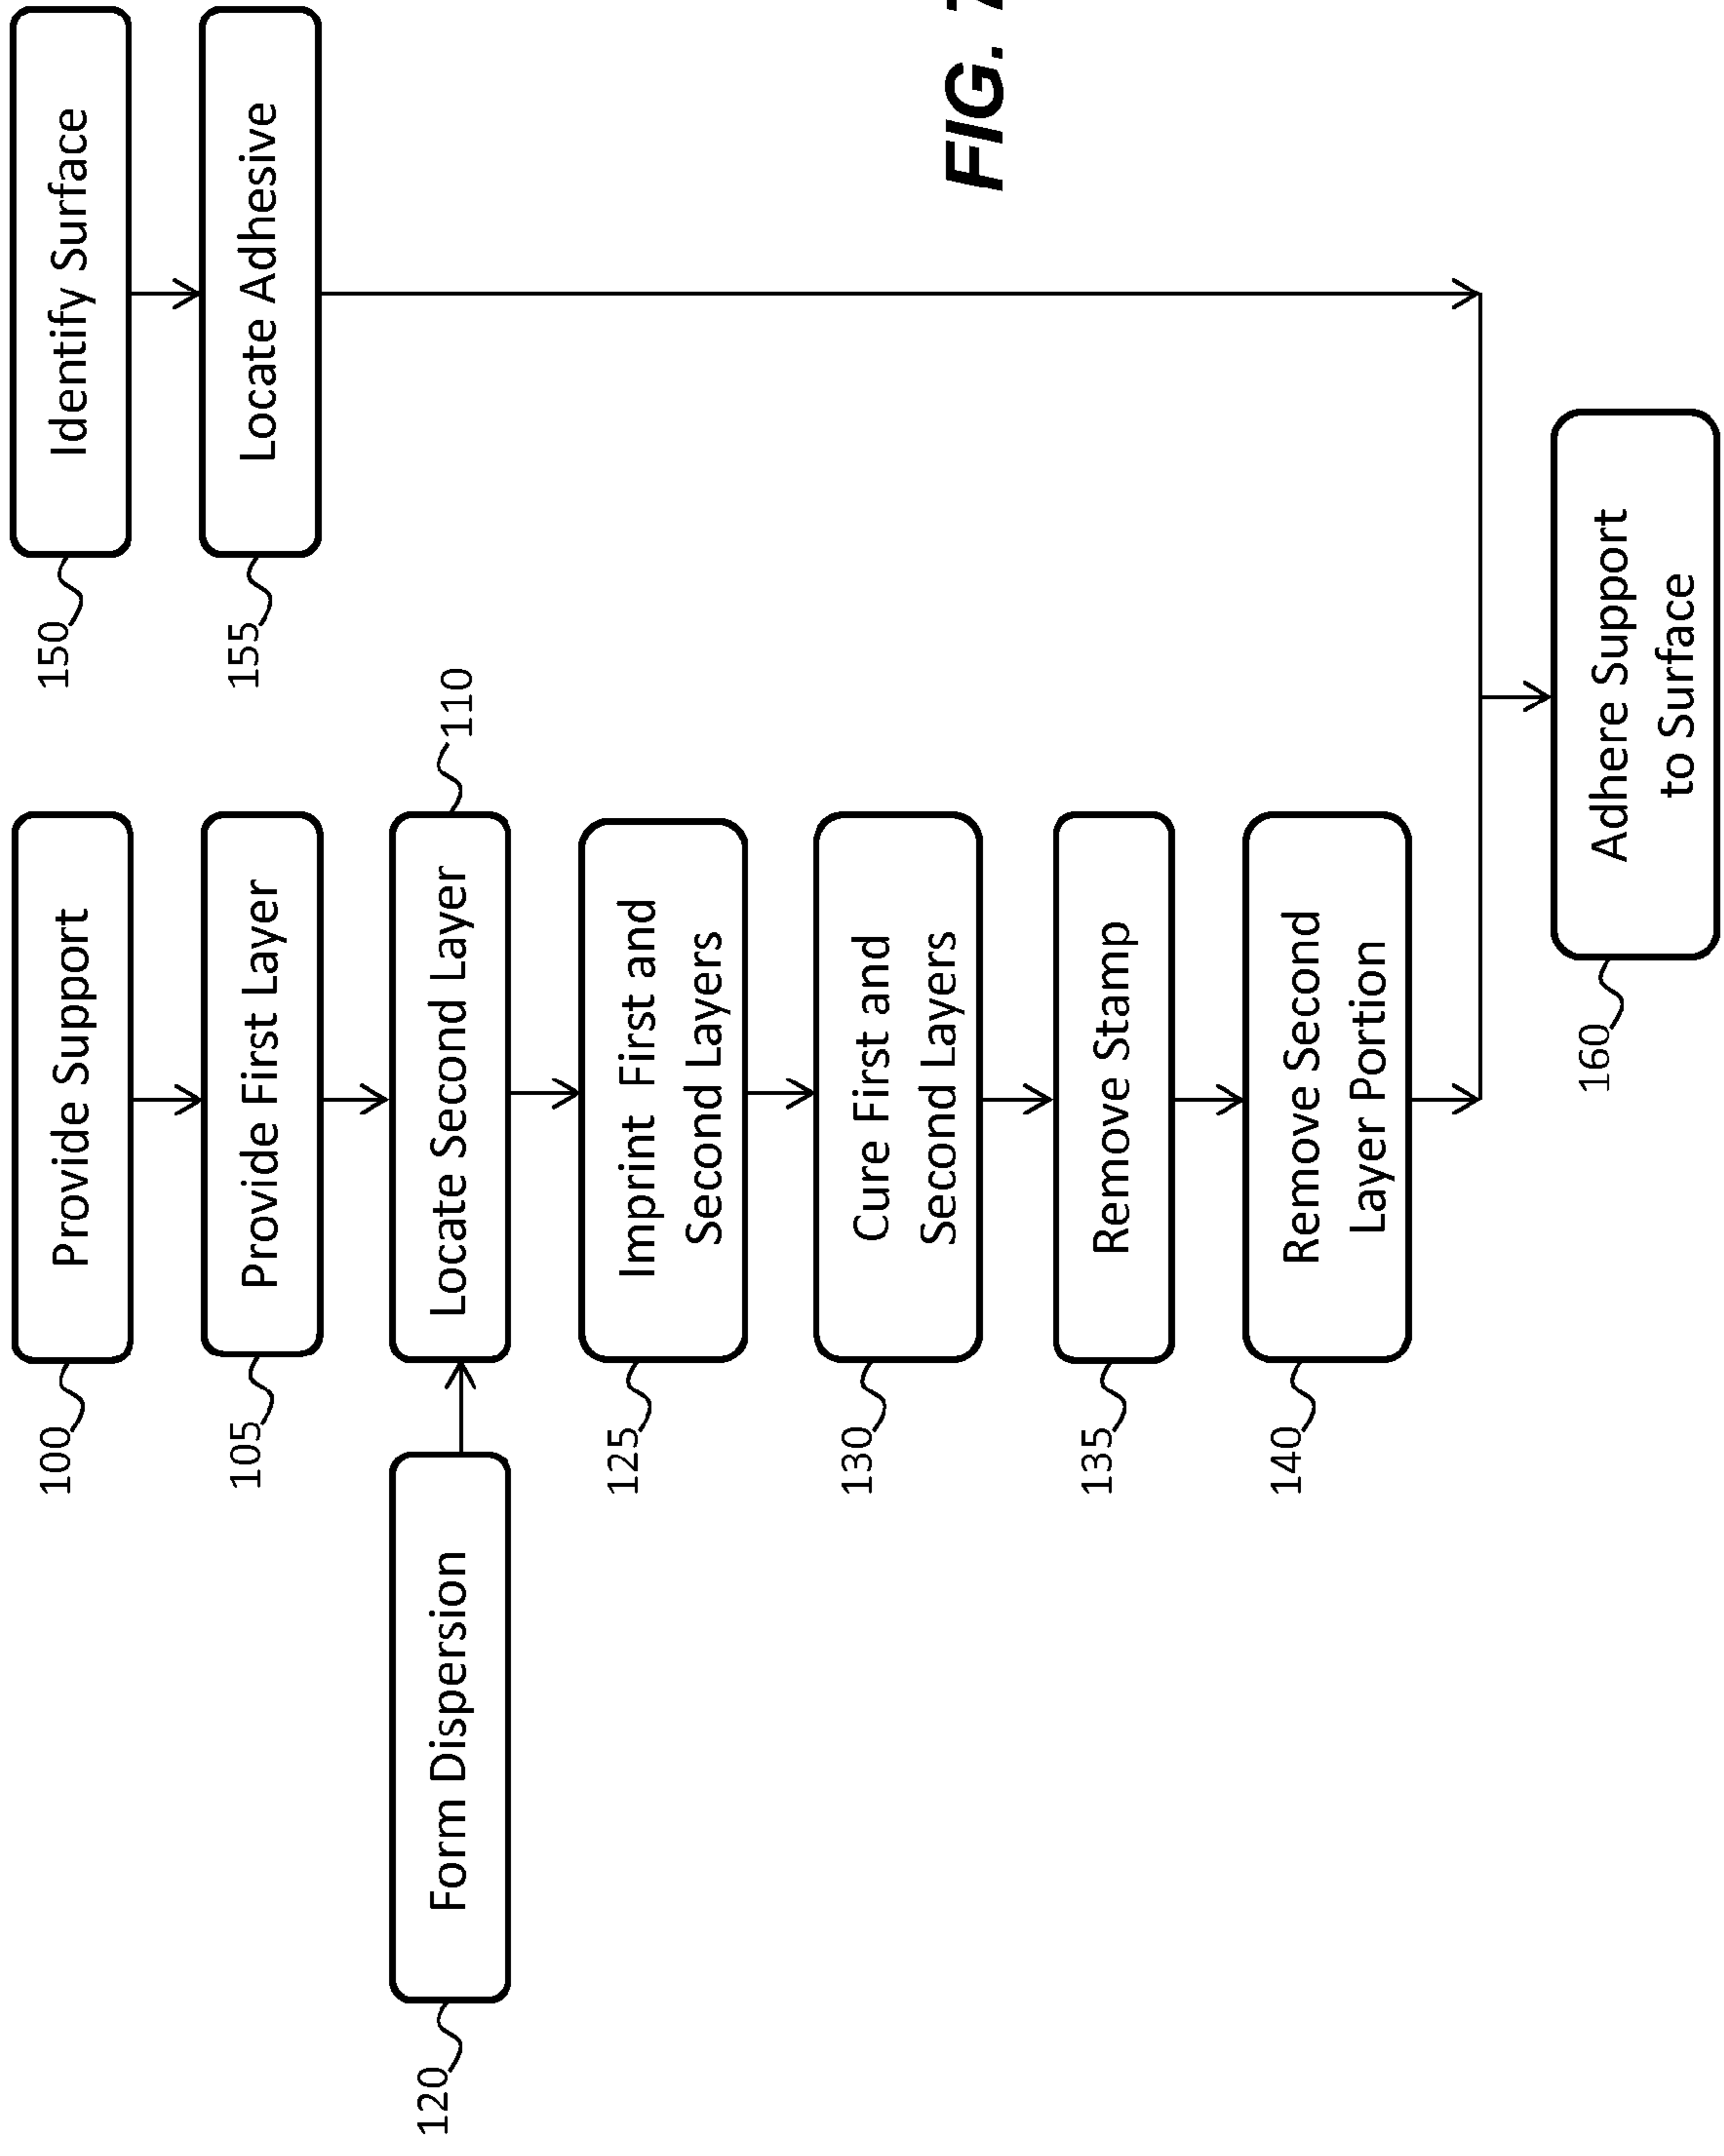 100
Provide Support
150
Identify Surface
105
Provide First Layer
155
Locate Adhesive
120
Form Dispersion
Locate Second Layer
110
125
Imprint First and
Second Layers
130
Cure First and
Second Layers
135
Remove Stamp
140
Remove Second
Layer Portion
160
Adhere Support
to Surface
FIG.